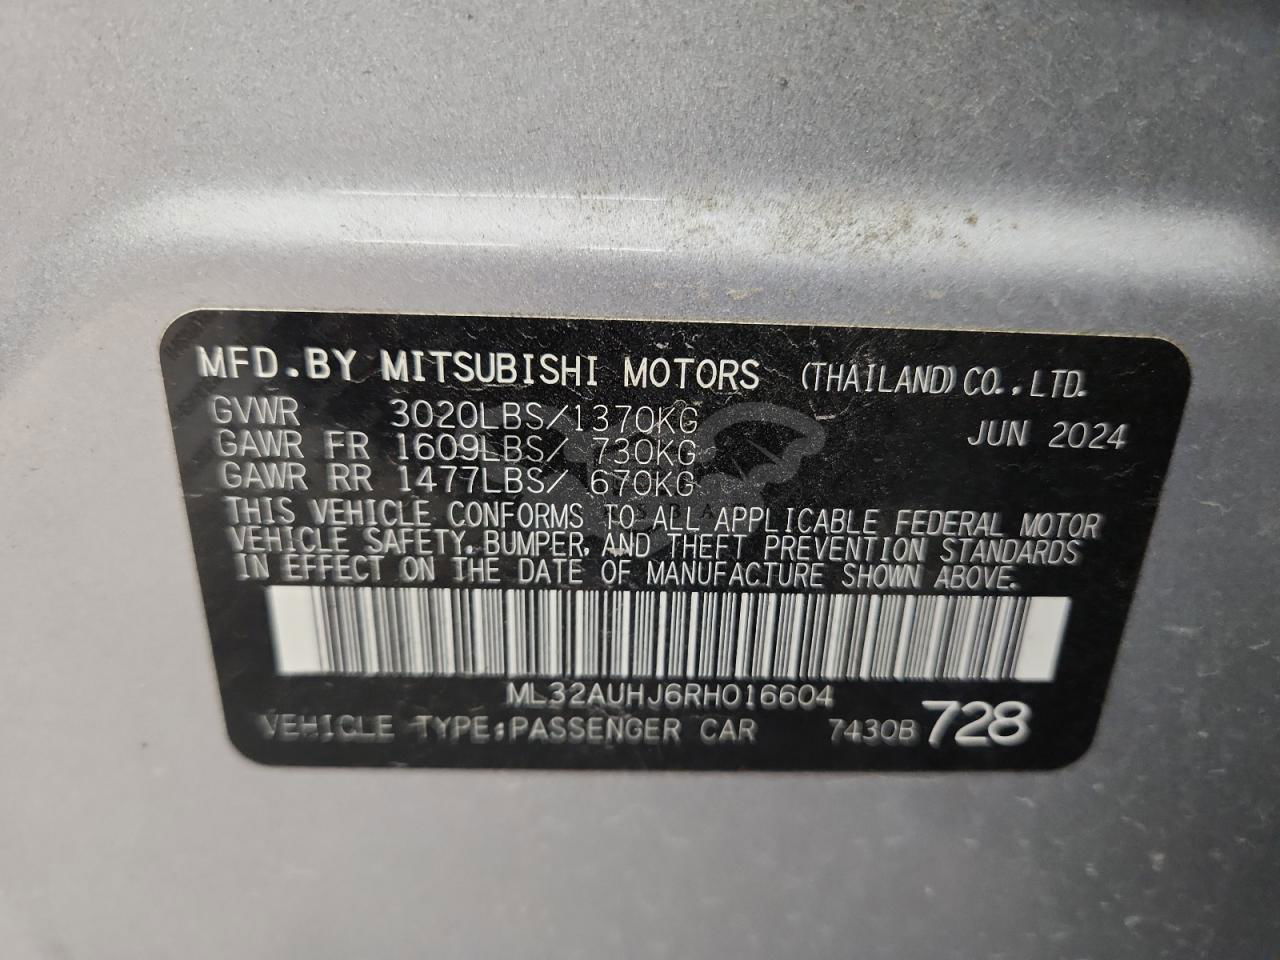 MFD.BY MITSUBISHI MOTORS (THAILAND) CO.,LTD.
GVWR 3020LBS/1370KG JUN 2024
GAWR FR 1609LBS/ 730KG
GAWR RR 1477LBS/ 670KG
THIS VEHICLE CONFORMS TO ALL APPLICABLE FEDERAL MOTOR
VEHICLE SAFETY, BUMPER, AND THEFT PREVENTION STANDARDS
IN EFFECT ON THE DATE OF MANUFACTURE SHOWN ABOVE.
ML32AUHJ6RH016604
VEHICLE TYPE:PASSENGER CAR 7430B 728